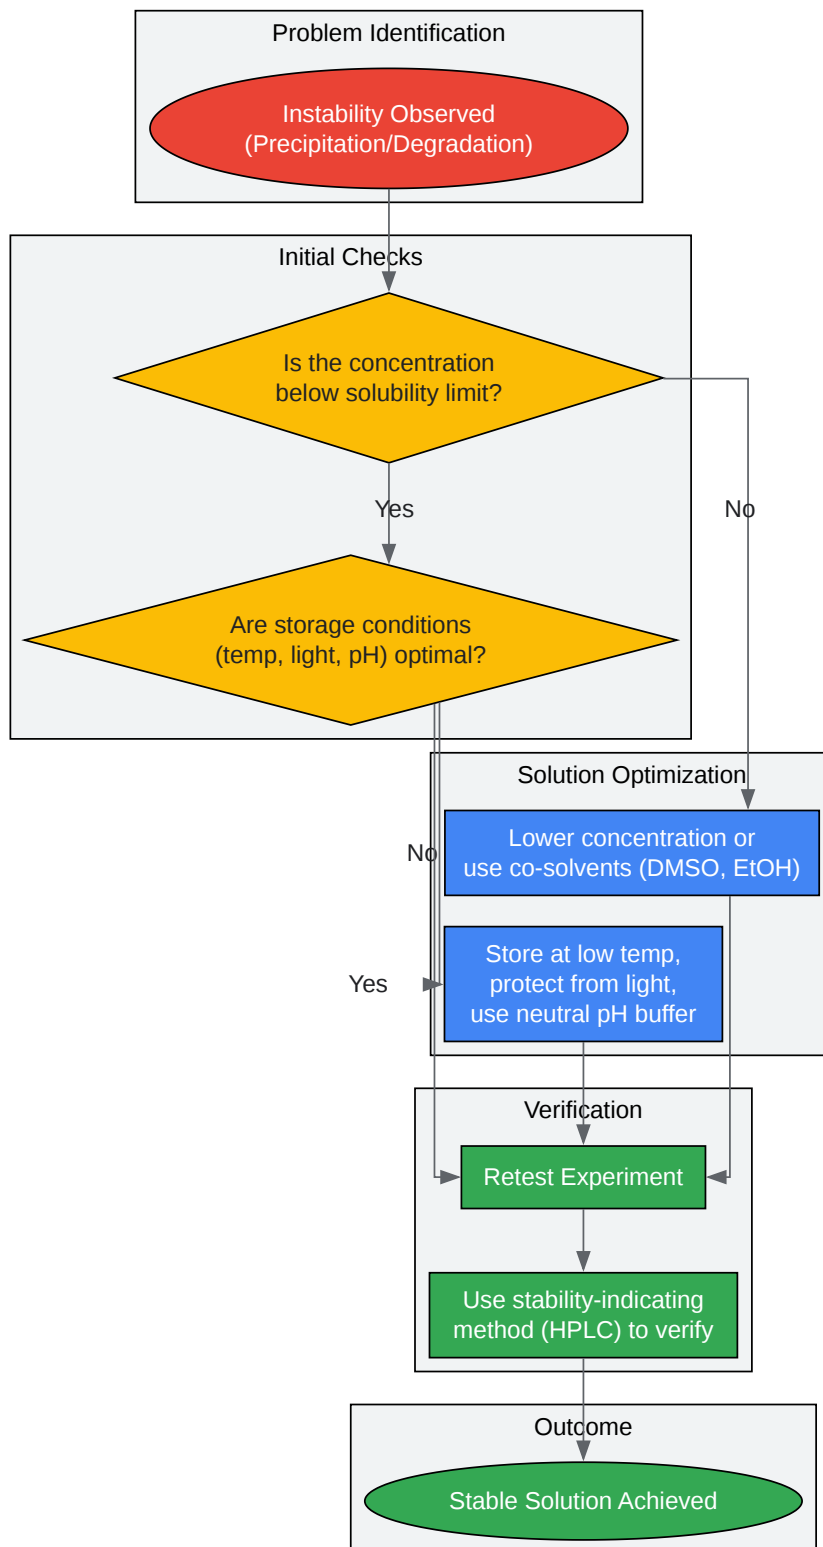 Problem Identification
Instability Observed
(Precipitation/Degradation)
Initial Checks
Is the concentration
below solubility limit?
Yes
No
Are storage conditions
(temp, light, pH) optimal?
Solution Optimization
Lower concentration or
use co-solvents (DMSO, EtOH)
No
Store at low temp,
protect from light,
use neutral pH buffer
Yes
Verification
Retest Experiment
Use stability-indicating
method (HPLC) to verify
Outcome
Stable Solution Achieved